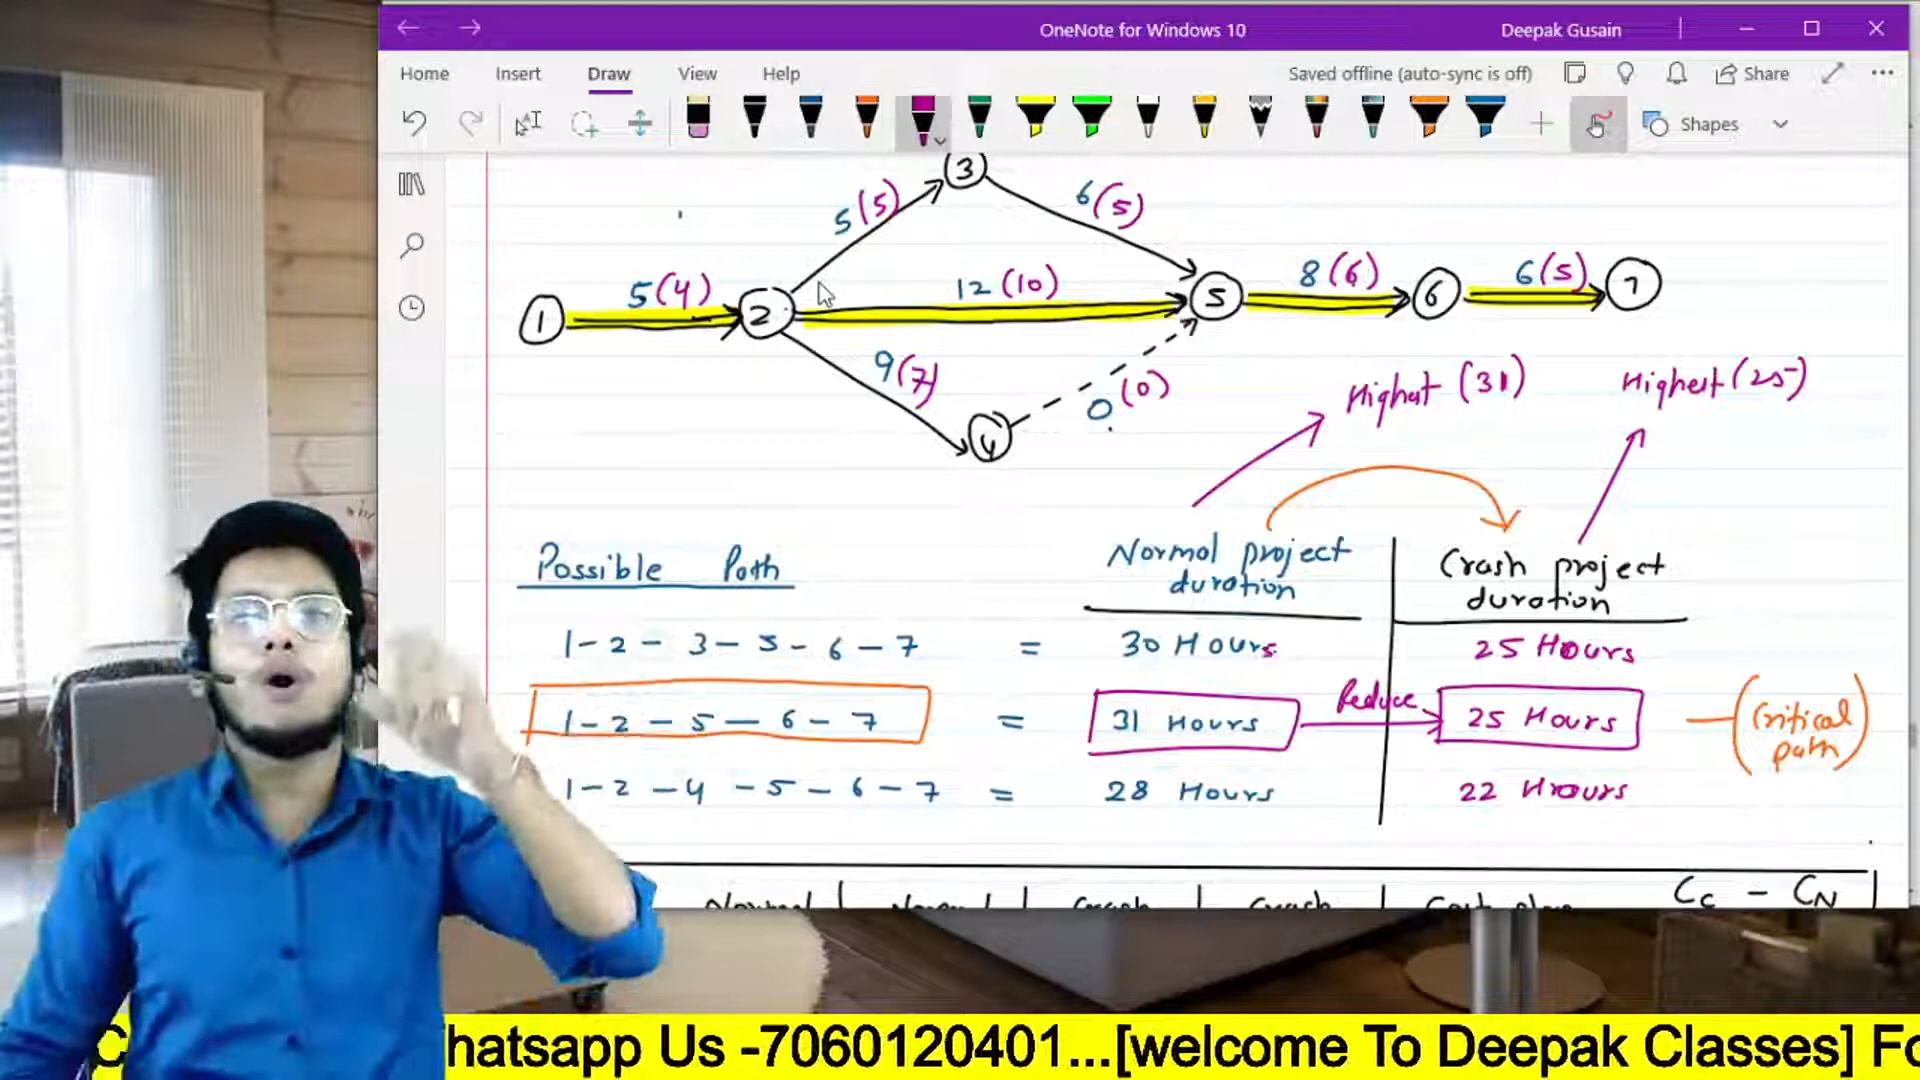 OneNote for Windows 10
Deepak Gusain
Home Insert Draw View Help
Saved offline (auto-sync is off)
Share
Shapes
3
5(5)
6(5)
5(4)
12(10)
8(6)
6(5)
1
2
5
6
7
9(7)
4
0(0)
Highest (31)
Highest (25)
Possible Path
Normal project
duration
Crash project
duration
1-2-3-5-6-7 = 30 Hours 25 Hours
1-2-5-6-7 = 31 Hours Reduce 25 Hours
(Critical
path)
1-2-4-5-6-7 = 28 Hours 22 Hrours
Normal Crash Crash
Cc - CN
hatsapp Us -7060120401...[welcome To Deepak Classes] Fo